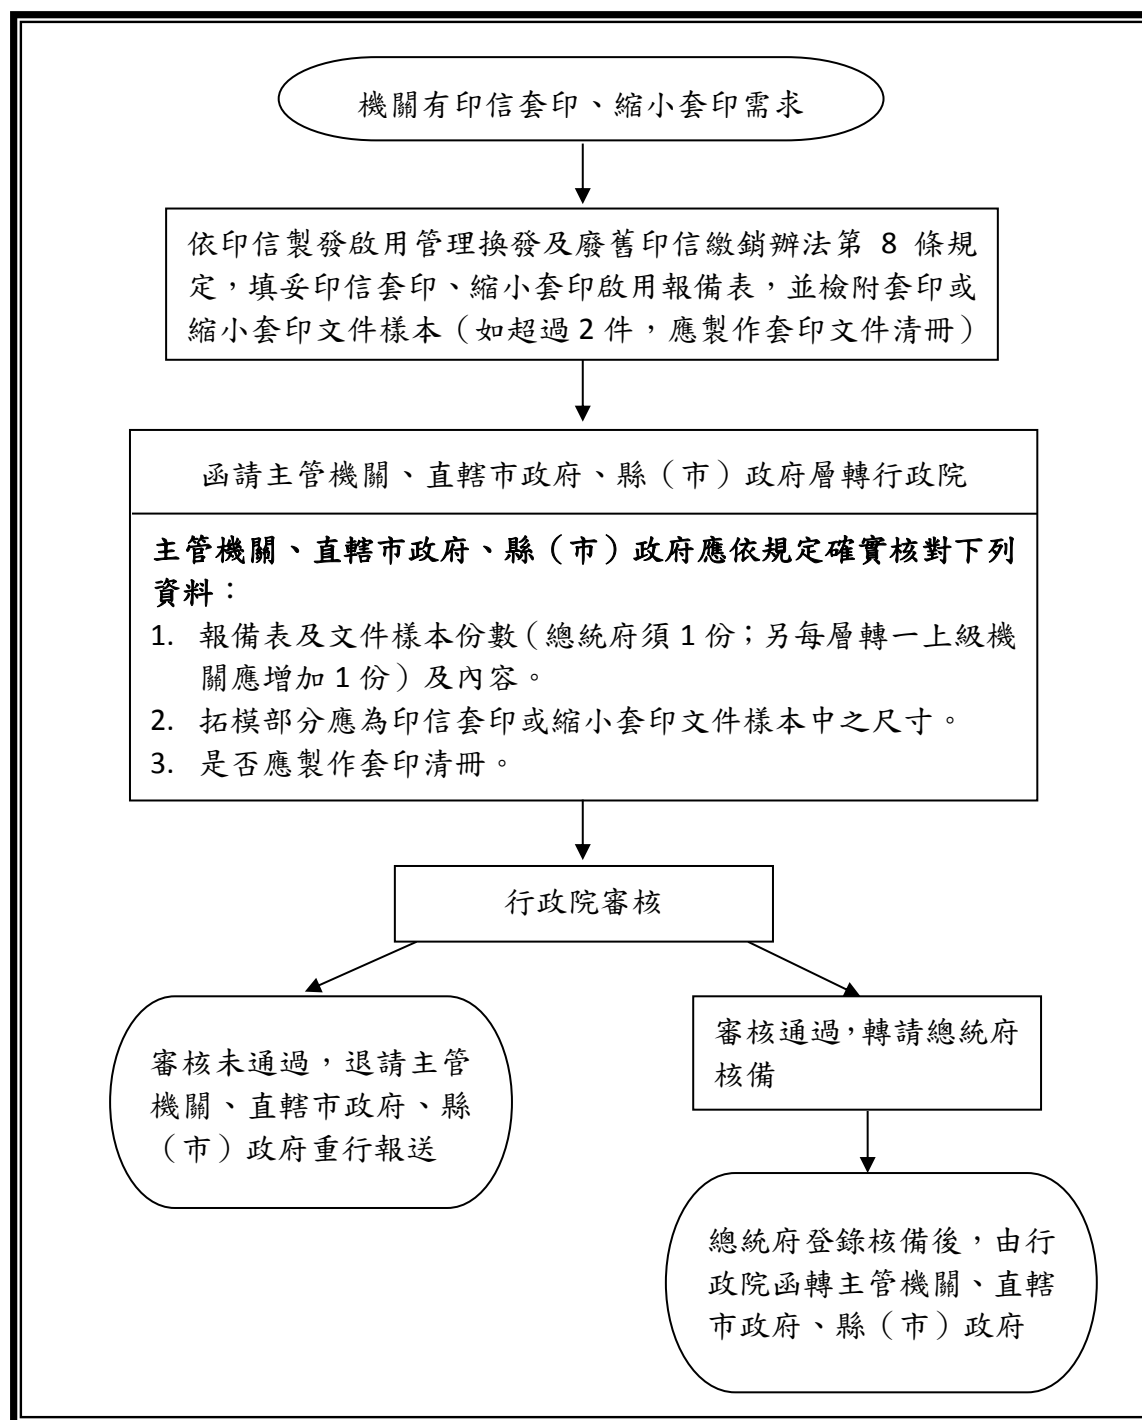 機關有印信套印、縮小套印需求
依印信製發啟用管理換發及廢舊印信繳銷辦法第 8 條規
定，填妥印信套印、縮小套印啟用報備表，並檢附套印或
縮小套印文件樣本（如超過 2 件，應製作套印文件清冊）
函請主管機關、直轄市政府、縣（市）政府層轉行政院
主管機關、直轄市政府、縣（市）政府應依規定確實核對下列
資料：
1. 報備表及文件樣本份數（總統府須 1 份；另每層轉一上級機
關應增加 1 份）及內容。
2. 拓模部分應為印信套印或縮小套印文件樣本中之尺寸。
3. 是否應製作套印清冊。
行政院審核
審核未通過，退請主管
機關、直轄市政府、縣
（市）政府重行報送
審核通過，轉請總統府
核備
總統府登錄核備後，由行
政院函轉主管機關、直轄
市政府、縣（市）政府